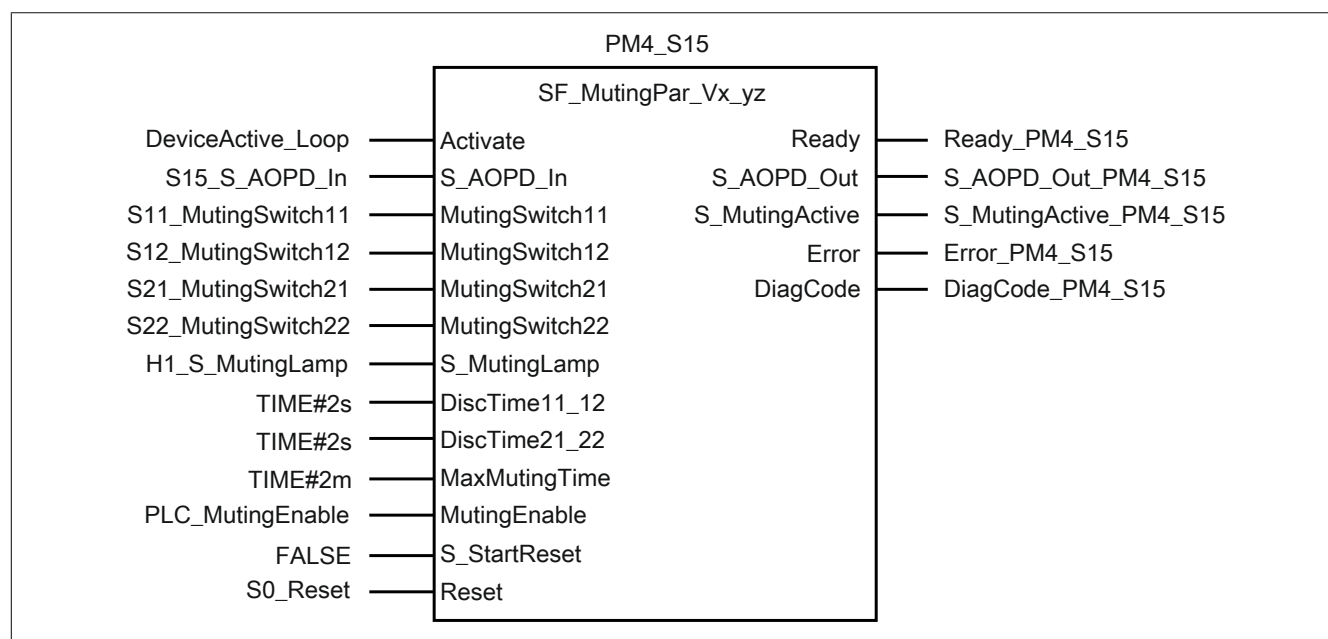 PM4_S15
SF_MutingPar_Vx_yz
DeviceActive_Loop Activate Ready Ready_PM4_S15
S15_S_AOPD_In S_AOPD_In S_AOPD_Out S_AOPD_Out_PM4_S15
S11_MutingSwitch11 MutingSwitch11 S_MutingActive S_MutingActive_PM4_S15
S12_MutingSwitch12 MutingSwitch12 Error Error_PM4_S15
S21_MutingSwitch21 MutingSwitch21 DiagCode DiagCode_PM4_S15
S22_MutingSwitch22 MutingSwitch22
H1_S_MutingLamp S_MutingLamp
TIME#2s DiscTime11_12
TIME#2s DiscTime21_22
TIME#2m MaxMutingTime
PLC_MutingEnable MutingEnable
FALSE S_StartReset
S0_Reset Reset